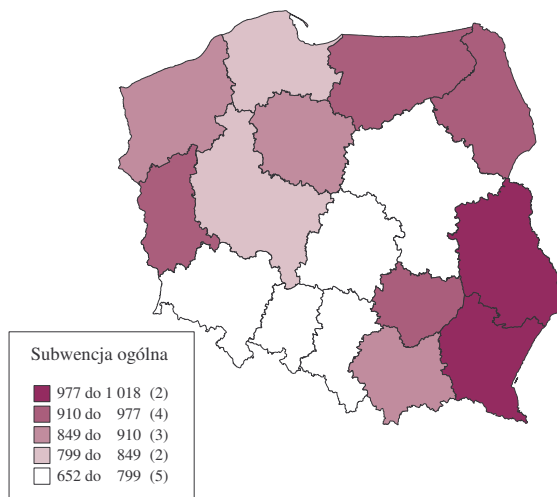 Subwencja ogólna
977 do 1 018 (2)
910 do 977 (4)
849 do 910 (3)
799 do 849 (2)
652 do 799 (5)